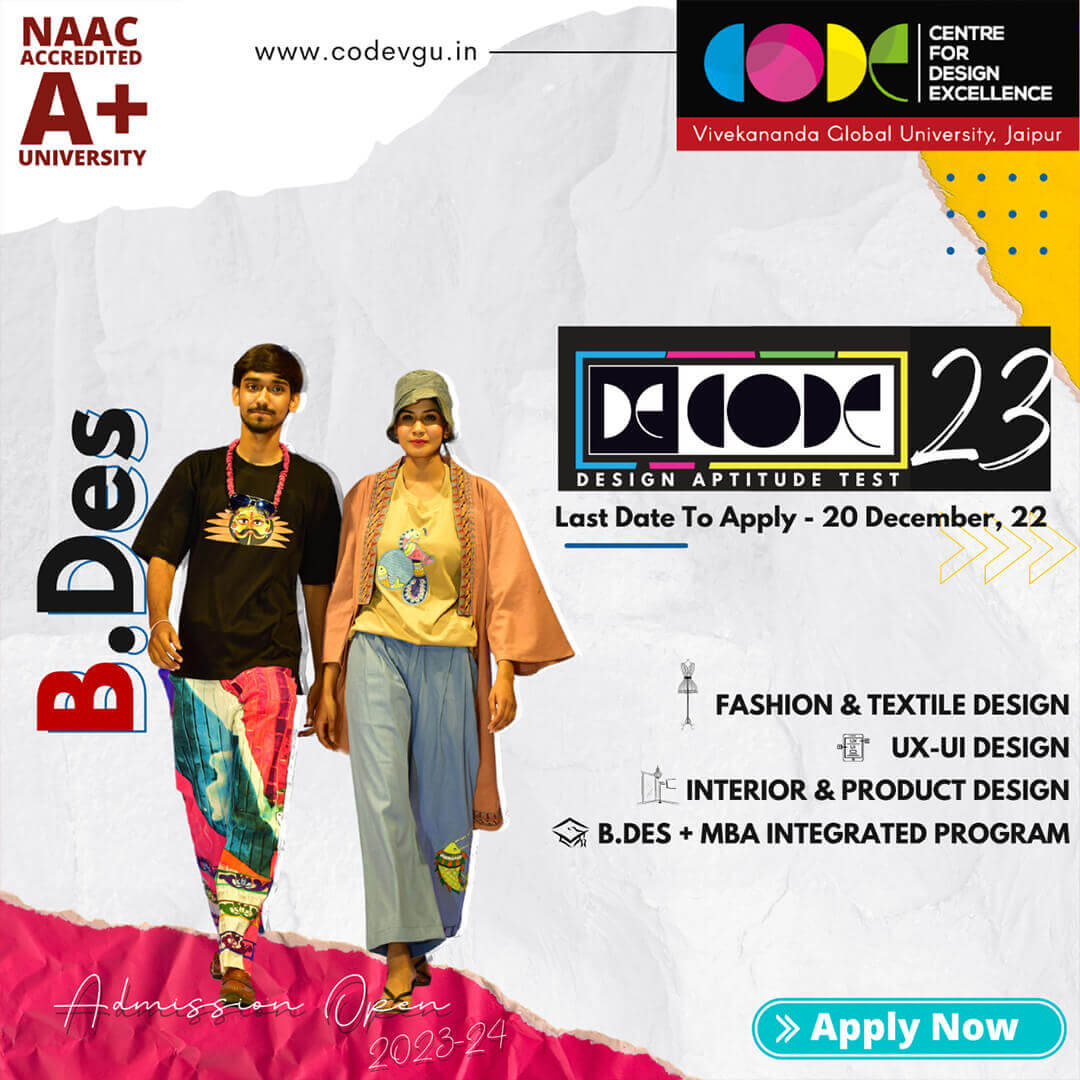 NAAC
ACCREDITED
A+
UNIVERSITY
www.codevgu.in
CODE
CENTRE
FOR
DESIGN
EXCELLENCE
Vivekananda Global University, Jaipur
B.Des
DECODE 23
DESIGN APTITUDE TEST
Last Date To Apply - 20 December, 22
FASHION & TEXTILE DESIGN
UX-UI DESIGN
INTERIOR & PRODUCT DESIGN
B.DES + MBA INTEGRATED PROGRAM
Admission Open
2023-24
Apply Now